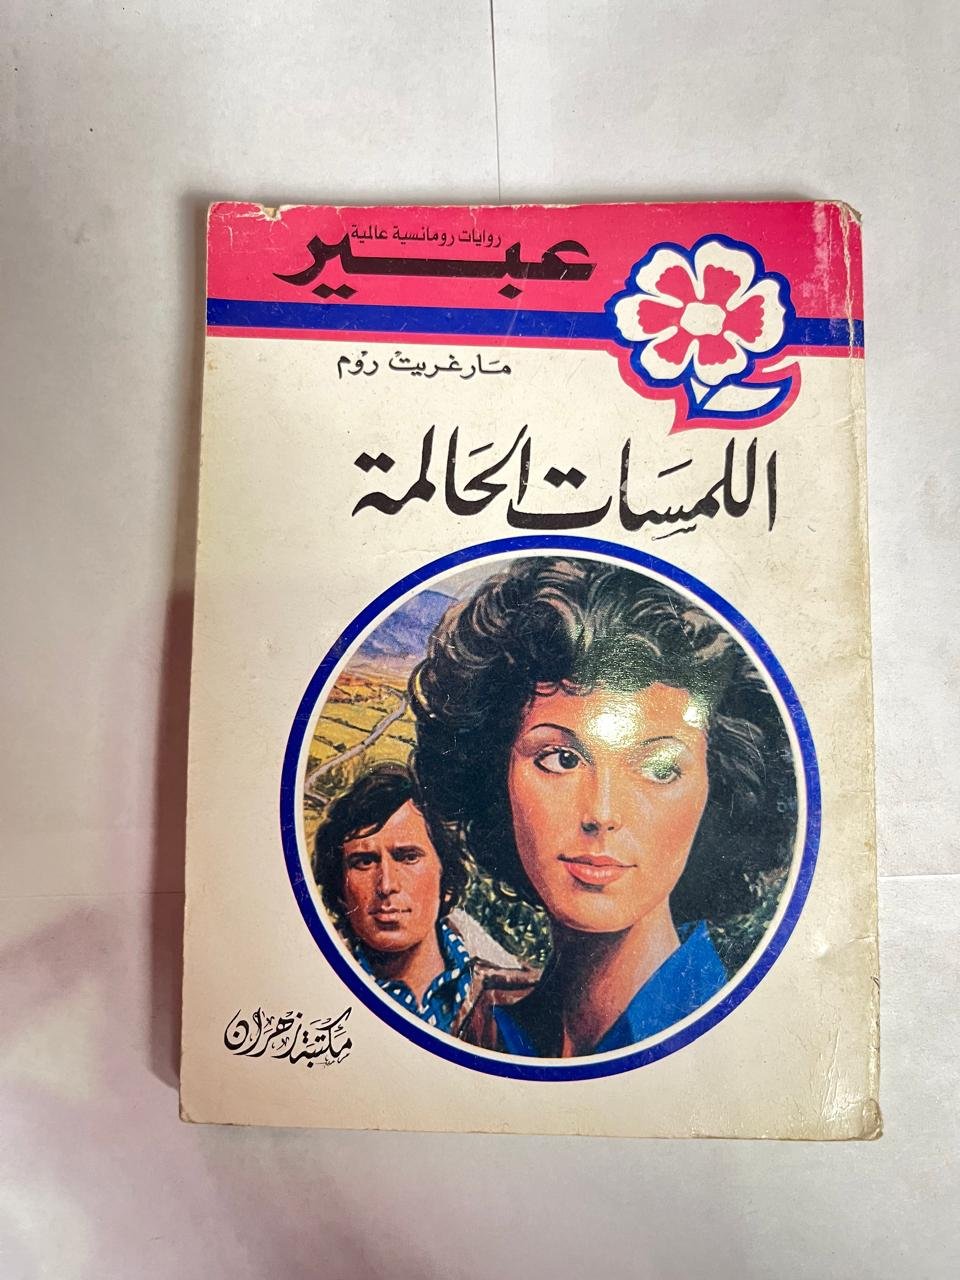 روايات رومانسية عالمية
عبير
مارغريت روم
اللمسات الحالمة
مكتبة زهران